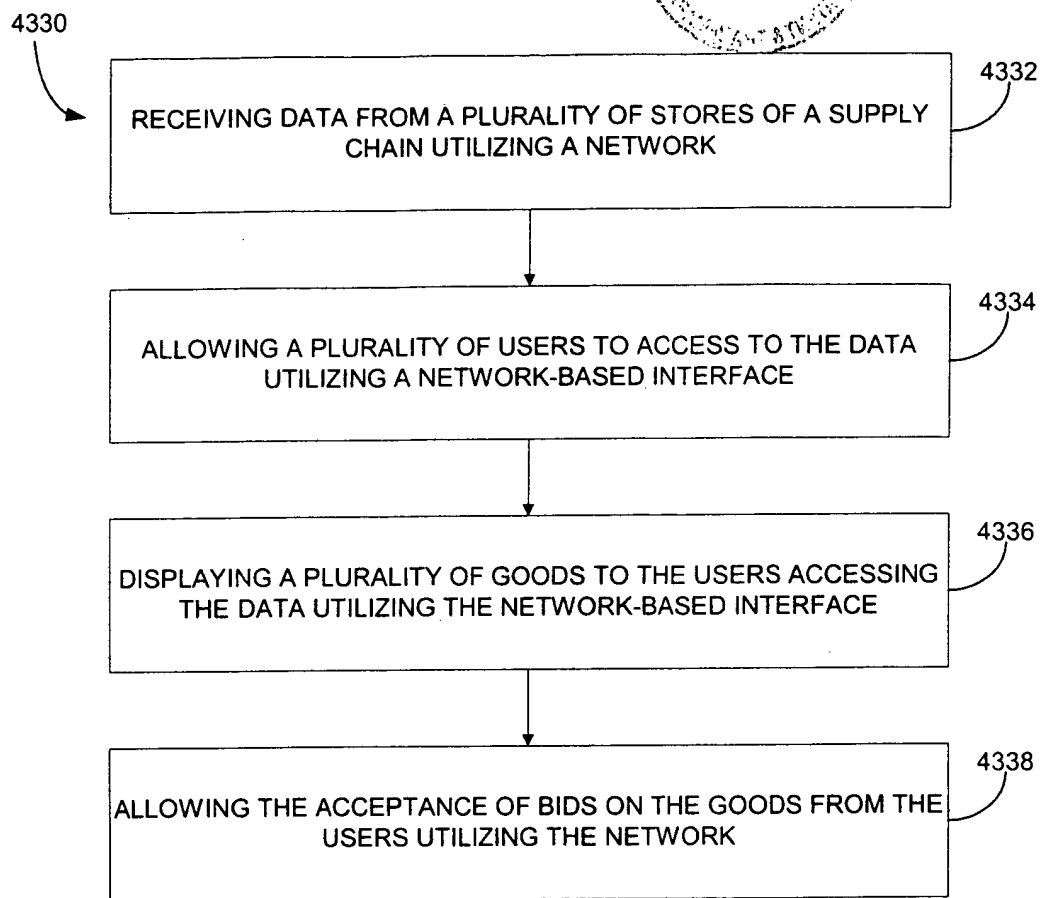 4330
4332
RECEIVING DATA FROM A PLURALITY OF STORES OF A SUPPLY
CHAIN UTILIZING A NETWORK
4334
ALLOWING A PLURALITY OF USERS TO ACCESS TO THE DATA
UTILIZING A NETWORK-BASED INTERFACE
4336
DISPLAYING A PLURALITY OF GOODS TO THE USERS ACCESSING
THE DATA UTILIZING THE NETWORK-BASED INTERFACE
4338
ALLOWING THE ACCEPTANCE OF BIDS ON THE GOODS FROM THE
USERS UTILIZING THE NETWORK